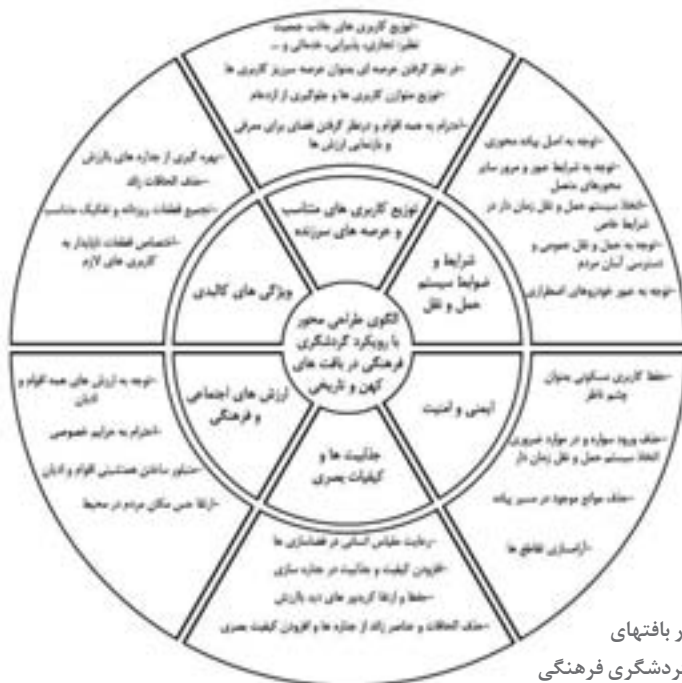 -توزیع کاربری های جاذب جمعیت
نظیر: تجاری، پذیرایی، خدماتی و ...
-در نظر گرفتن عرصه ای بعنوان عرصه سرریز کاربری ها
-توزیع متوازن کاربری ها و جلوگیری از ازدحام
-احترام به همه اقوام و درنظر گرفتن فضای برای معرفی
و بازنمایی ارزش ها
-توجه به اصل پیاده محوری
-توجه به شرایط عبور و مرور سایر
محورهای متصل
-اتخاذ سیستم حمل و نقل زمان دار در
شرایط خاص
-توجه به حمل و نقل عمومی و
دسترسی آسان مردم
-توجه به عبور خودروهای اضطراری
-حفظ کاربری مسکونی بعنوان
چشم ناظر
-حذف ورود سواره و در موارد ضروری
اتخاذ سیستم حمل و نقل زمان دار
-حذف موانع موجود در مسیر پیاده
-آرامسازی تقاطع ها
-رعایت مقیاس انسانی در فضاسازی ها
-افزودن کیفیت و جذابیت در جداره سازی
-حفظ و ارتقا کریدور های دید باارزش
-حذف الحاقات و عناصر زائد از جداره ها و افزودن کیفیت بصری
-توجه به ارزش های همه اقوام و
ادیان
-احترام به حرایم خصوصی
-متبلور ساختن همنشینی اقوام و ادیان
-ارتقا حس مکان مردم در محیط
-بهره گیری از جداره های باارزش
-حذف الحاقات زائد
-تجمیع قطعات ریزدانه و تفکیک متناسب
-اختصاص قطعات ناپایدار به
کاربری های لازم
توزیع کاربری های متناسب
و عرصه های سرزنده
شرایط و
ضوابط سیستم
حمل و نقل
ایمنی و امنیت
جذابیت ها و
کیفیات بصری
ارزش های اجتماعی
و فرهنگی
ویژگی های کالبدی
الگوی طراحی محور
با رویکرد گردشگری
فرهنگی در بافت های
کهن و تاریخی
ر بافتهای
گردشگری فرهنگی